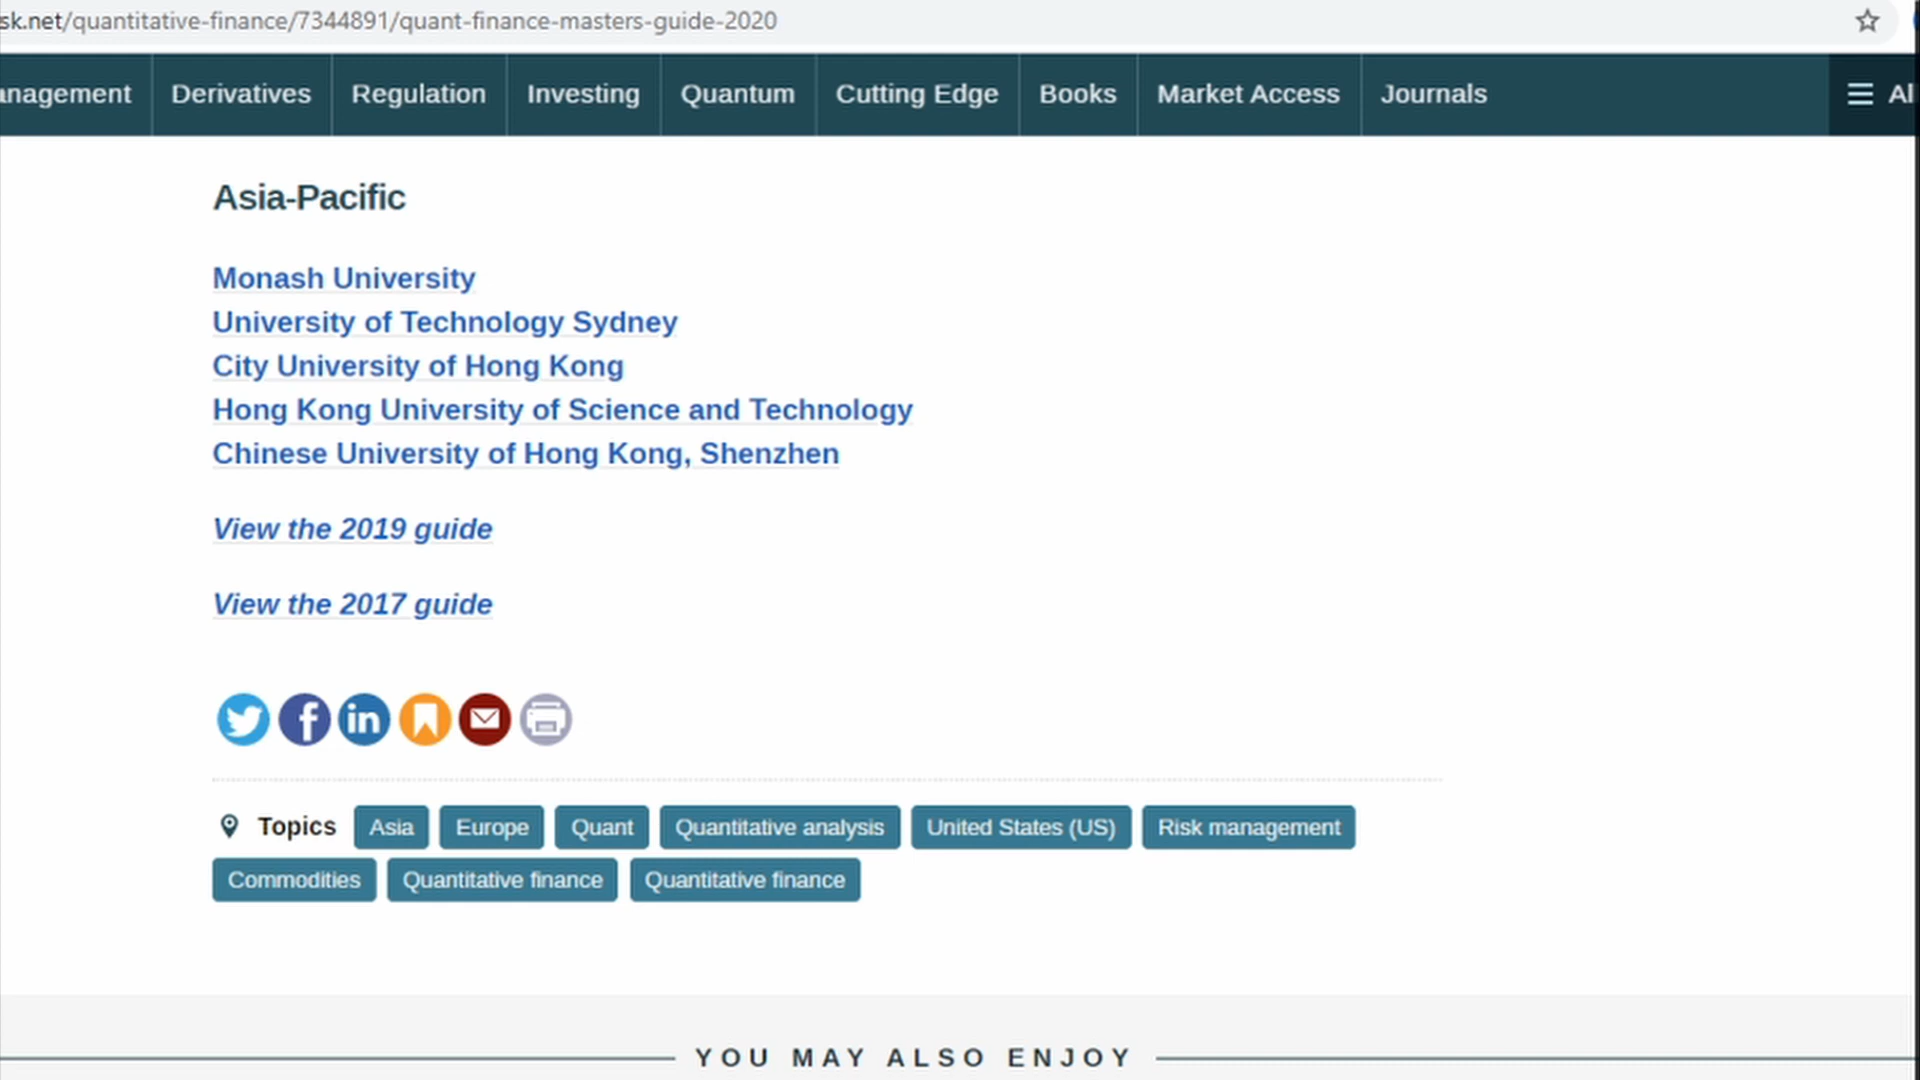 sk.net/quantitative-finance/7344891/quant-finance-masters-guide-2020
anagement Derivatives Regulation Investing Quantum Cutting Edge Books Market Access Journals Al
Asia-Pacific
Monash University
University of Technology Sydney
City University of Hong Kong
Hong Kong University of Science and Technology
Chinese University of Hong Kong, Shenzhen
View the 2019 guide
View the 2017 guide
Topics Asia Europe Quant Quantitative analysis United States (US) Risk management
Commodities Quantitative finance Quantitative finance
YOU MAY ALSO ENJOY